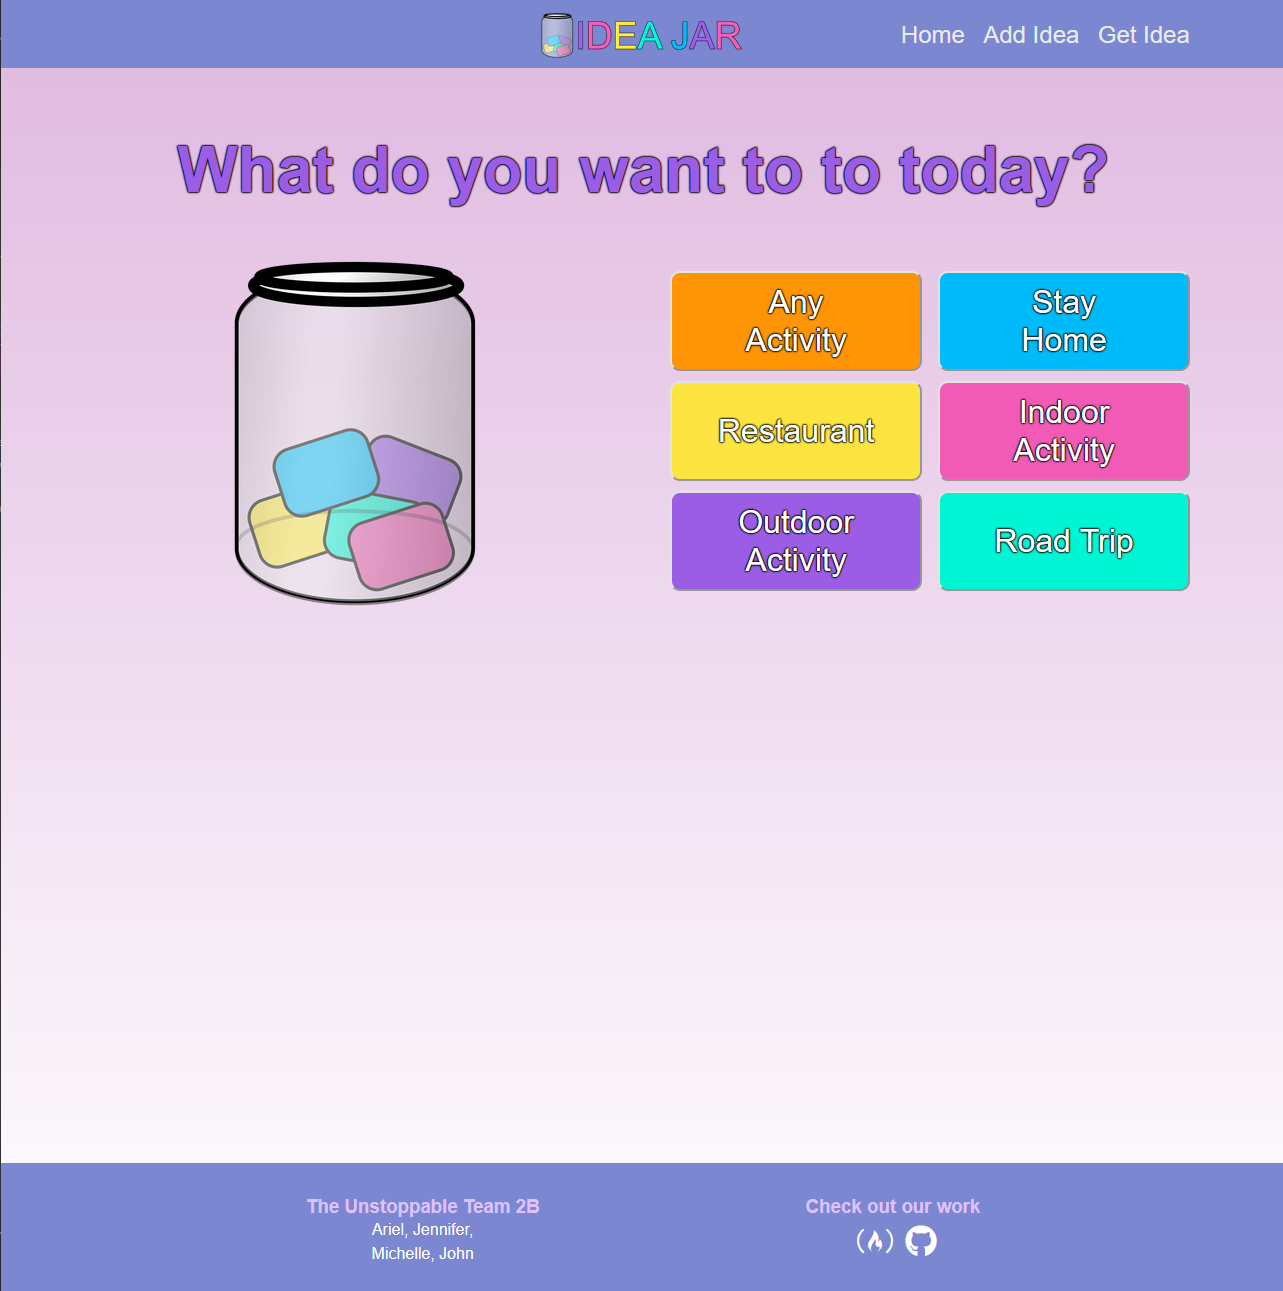 IDEA JAR
Home Add Idea Get Idea
What do you want to to today?
Any
Activity
Stay
Home
Restaurant
Indoor
Activity
Outdoor
Activity
Road Trip
The Unstoppable Team 2B
Ariel, Jennifer,
Michelle, John
Check out our work